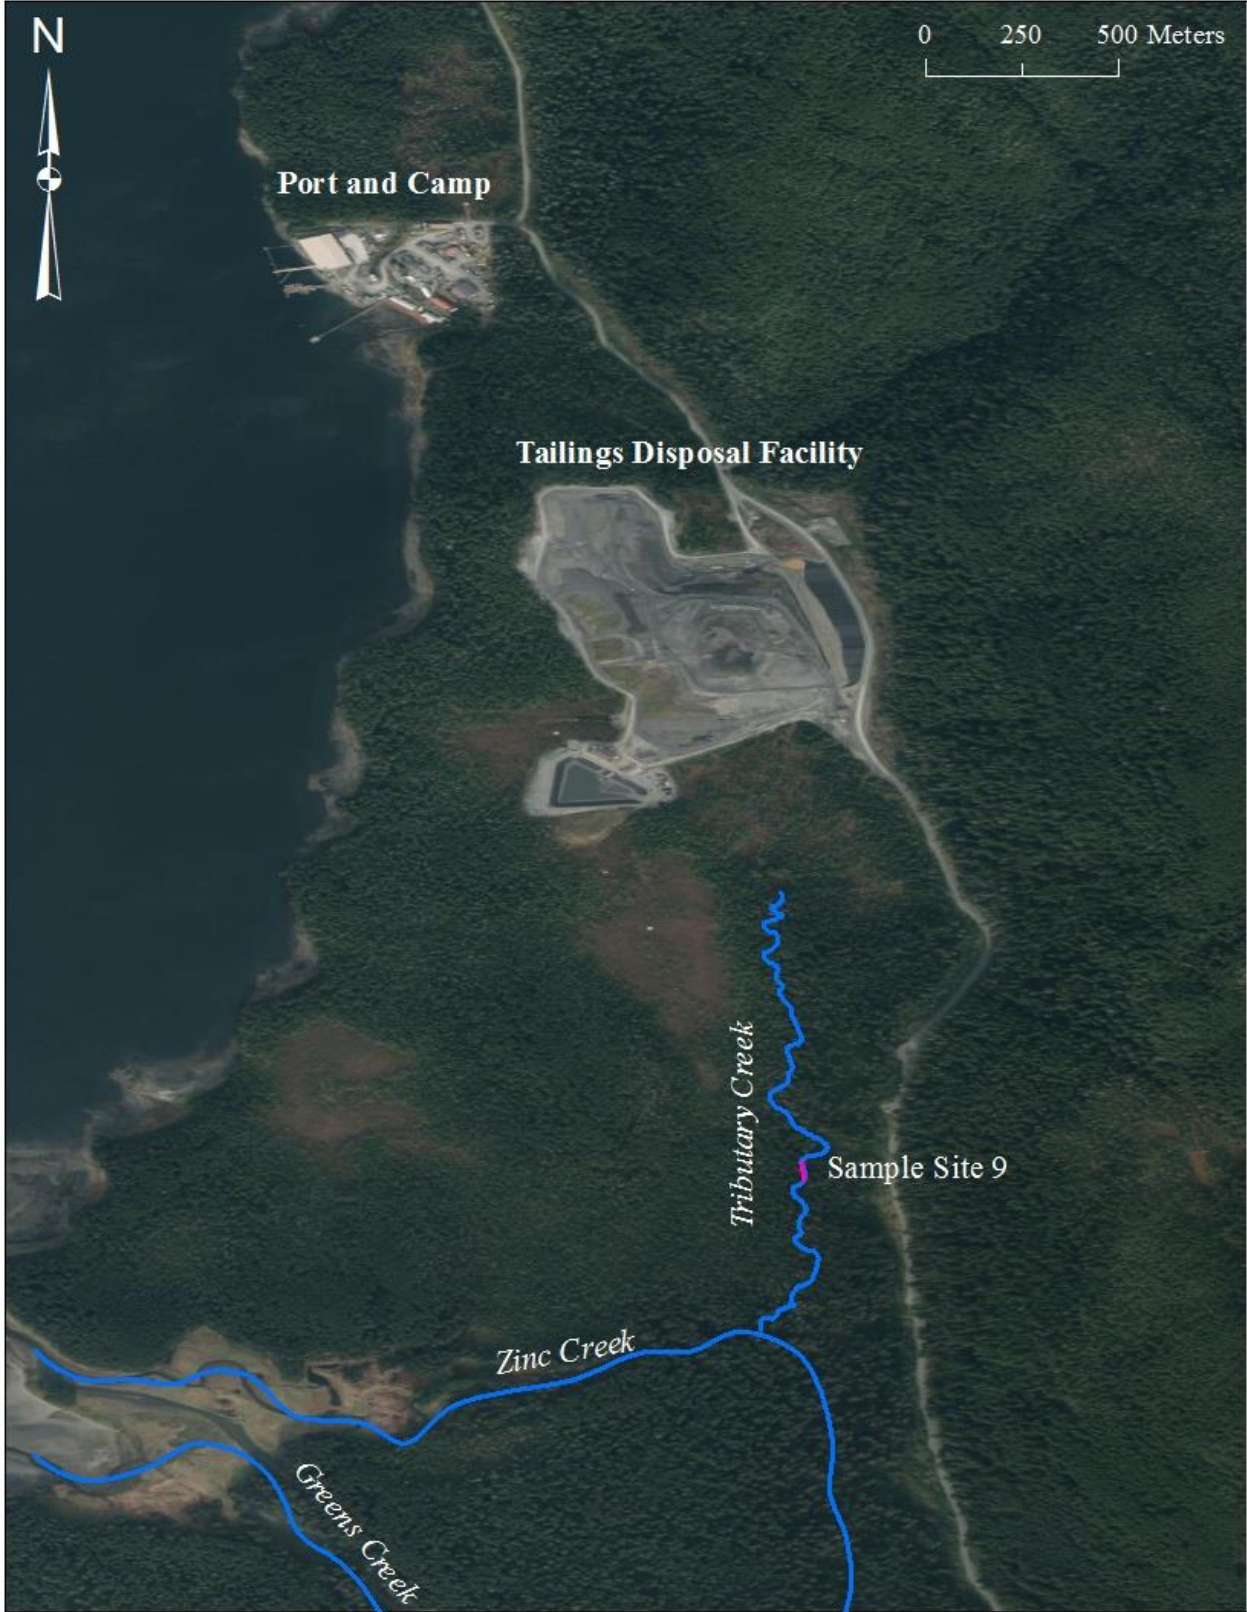 N
0 250 500 Meters
Port and Camp
Tailings Disposal Facility
Tributary Creek
Sample Site 9
Zinc Creek
Greens Creek